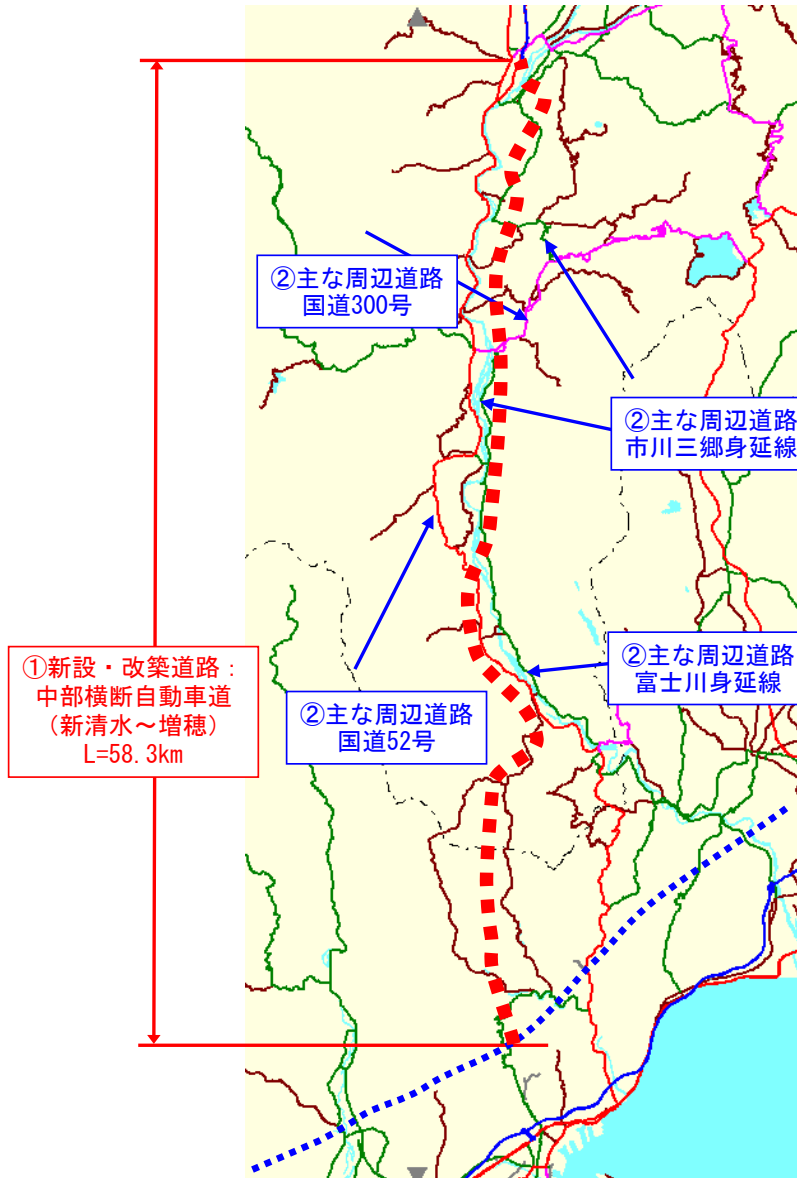 ②主な周辺道路
国道300号
②主な周辺道路
市川三郷身延線
①新設・改築道路：
中部横断自動車道
（新清水～増穂）
L=58.3km
②主な周辺道路
富士川身延線
②主な周辺道路
国道52号